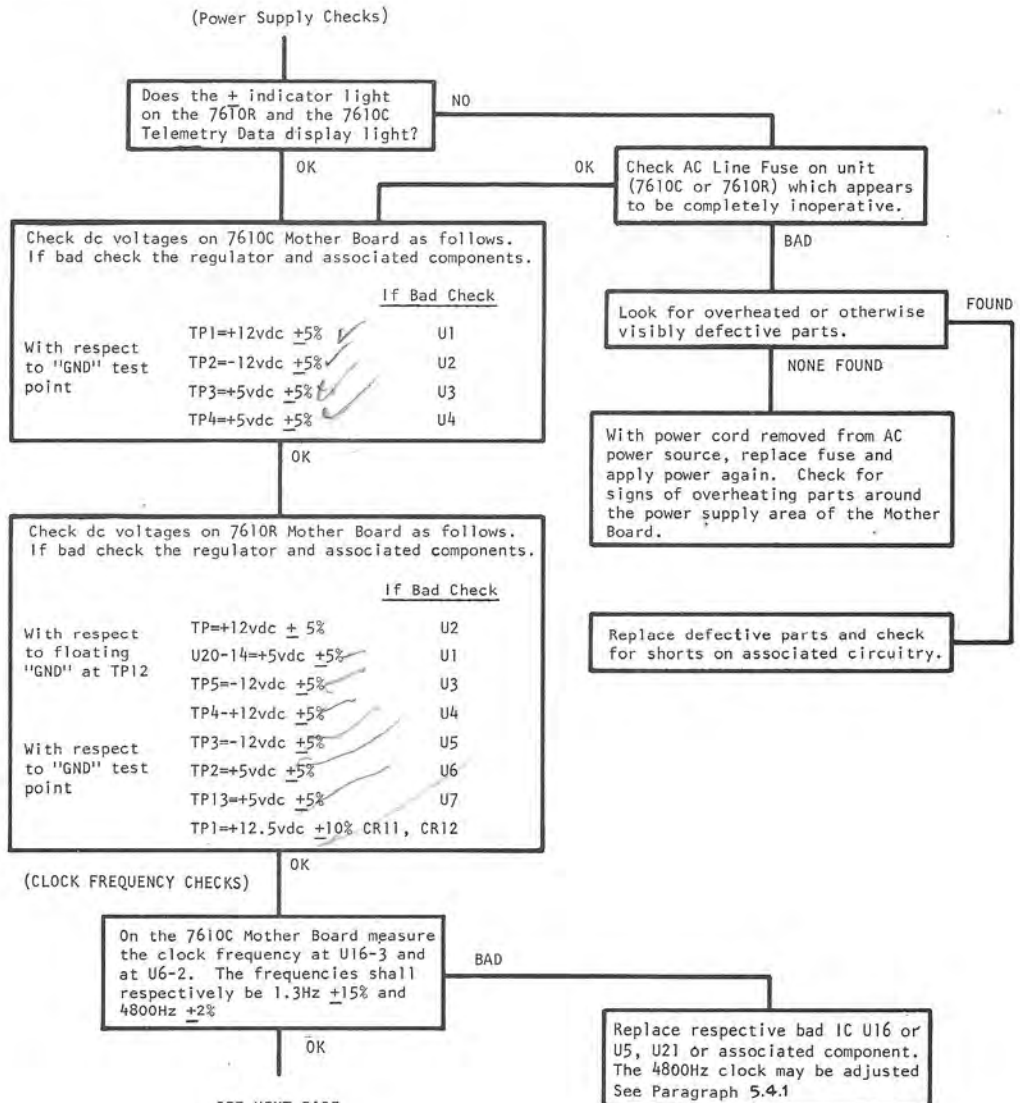 (Power Supply Checks)
Does the + indicator light
on the 7610R and the 7610C
Telemetry Data display light?
NO
OK
OK
Check AC Line Fuse on unit
(7610C or 7610R) which appears
to be completely inoperative.
BAD
Check dc voltages on 7610C Mother Board as follows.
If bad check the regulator and associated components.
If Bad Check
With respect
to "GND" test
point
TP1=+12vdc ±5% U1
TP2=-12vdc ±5% U2
TP3=+5vdc ±5% U3
TP4=+5vdc ±5% U4
OK
Look for overheated or otherwise
visibly defective parts.
FOUND
NONE FOUND
With power cord removed from AC
power source, replace fuse and
apply power again. Check for
signs of overheating parts around
the power supply area of the Mother
Board.
Replace defective parts and check
for shorts on associated circuitry.
Check dc voltages on 7610R Mother Board as follows.
If bad check the regulator and associated components.
If Bad Check
With respect
to floating
"GND" at TP12
TP=+12vdc ± 5% U2
U20-14=+5vdc ±5% U1
TP5=-12vdc ±5% U3
With respect
to "GND" test
point
TP4-+12vdc ±5% U4
TP3=-12vdc ±5% U5
TP2=+5vdc ±5% U6
TP13=+5vdc ±5% U7
TP1=+12.5vdc ±10% CR11, CR12
OK
(CLOCK FREQUENCY CHECKS)
On the 7610C Mother Board measure
the clock frequency at U16-3 and
at U6-2. The frequencies shall
respectively be 1.3Hz ±15% and
4800Hz ±2%
BAD
OK
Replace respective bad IC U16 or
U5, U21 or associated component.
The 4800Hz clock may be adjusted
See Paragraph 5.4.1